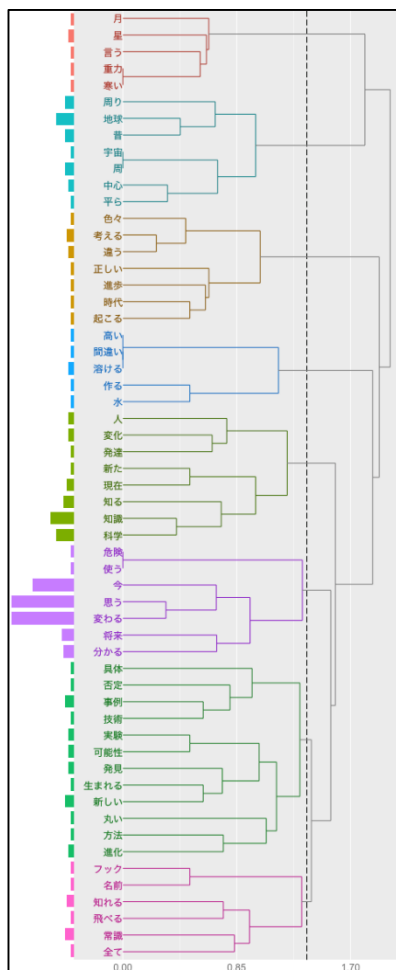 月
星
言う
重力
寒い
周り
地球
昔
宇宙
周
中心
平ら
色々
考える
違う
正しい
進歩
時代
起こる
高い
間違い
溶ける
作る
水
人
変化
発達
新た
現在
知る
知識
科学
危険
使う
今
思う
変わる
将来
分かる
具体
否定
事例
技術
実験
可能性
発見
生まれる
新しい
丸い
方法
進化
フック
名前
知れる
飛べる
常識
全て
0.00 0.85 1.70